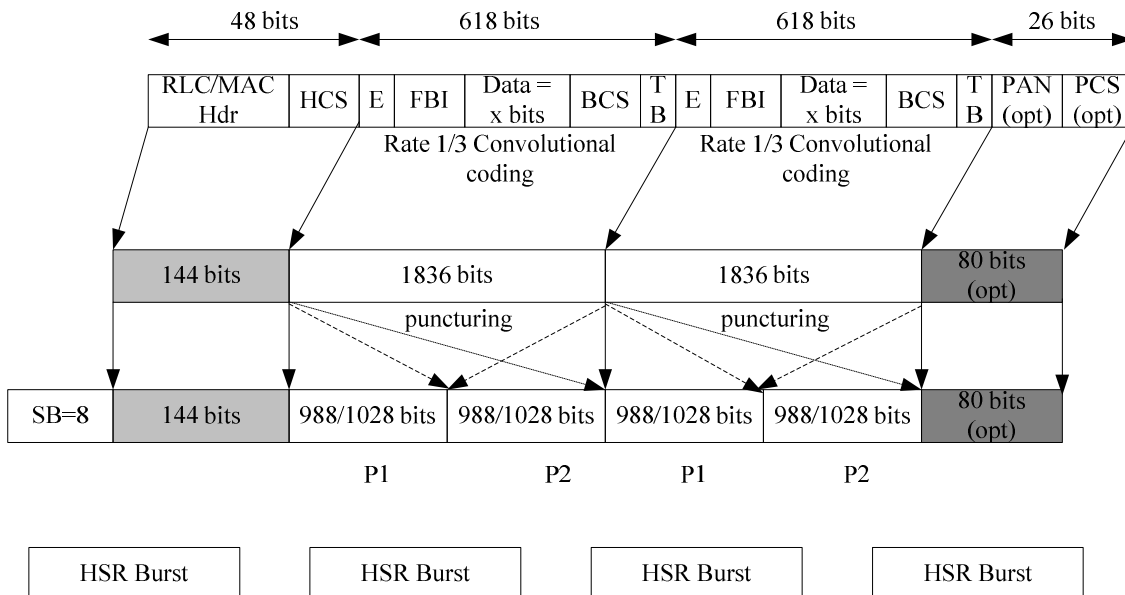 48 bits 618 bits 618 bits 26 bits
RLC/MAC Hdr HCS E FBI Data = x bits BCS T B E FBI Data = x bits BCS T B PAN (opt) PCS (opt)
Rate 1/3 Convolutional coding Rate 1/3 Convolutional coding
144 bits 1836 bits 1836 bits 80 bits (opt)
puncturing puncturing
SB=8 144 bits 988/1028 bits 988/1028 bits 988/1028 bits 988/1028 bits 80 bits (opt)
P1 P2 P1 P2
HSR Burst HSR Burst HSR Burst HSR Burst